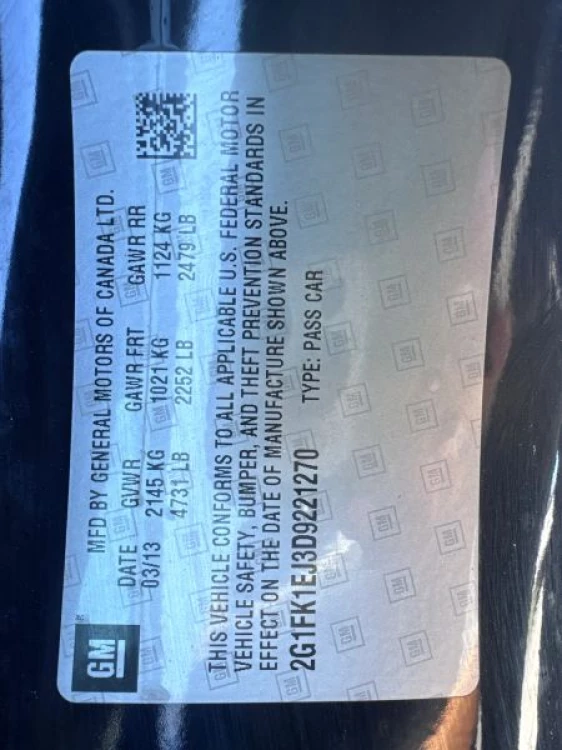 GM
MFD BY GENERAL MOTORS OF CANADA LTD.
DATE GVWR GAWR FRT GAWR RR
03/13 2145 KG 1021 KG 1124 KG
4731 LB 2252 LB 2479 LB
THIS VEHICLE CONFORMS TO ALL APPLICABLE U.S. FEDERAL MOTOR
VEHICLE SAFETY, BUMPER, AND THEFT PREVENTION STANDARDS IN
EFFECT ON THE DATE OF MANUFACTURE SHOWN ABOVE.
2G1FK1EJ3D9221270 TYPE: PASS CAR